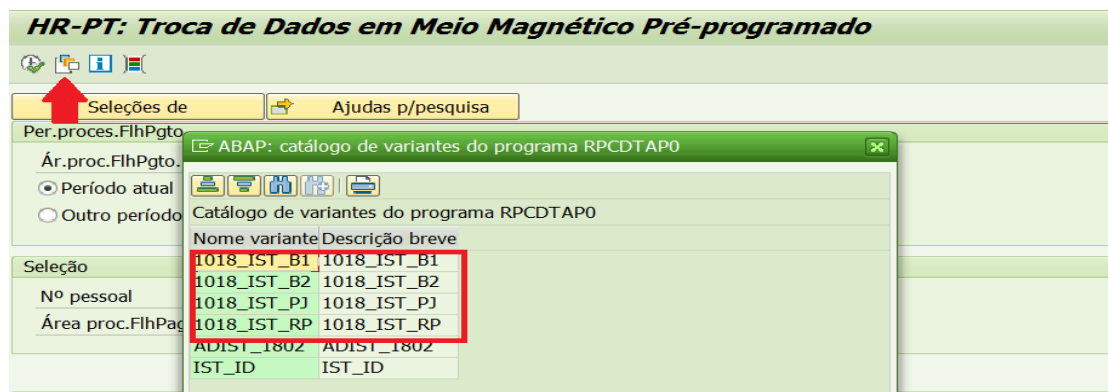 HR-PT: Troca de Dados em Meio Magnético Pré-programado
Seleções de Ajudas p/pesquisa
Per.proces.FlhPgto
ABAP: catálogo de variantes do programa RPCDTAP0
Ár.proc.FlhPgto.
Período atual
Outro período
Catálogo de variantes do programa RPCDTAP0
Nome variante Descrição breve
1018_IST_B1 1018_IST_B1
1018_IST_B2 1018_IST_B2
1018_IST_PJ 1018_IST_PJ
1018_IST_RP 1018_IST_RP
ADIST_1802 ADIST_1802
IST_ID IST_ID
Seleção
Nº pessoal
Área proc.FlhPag